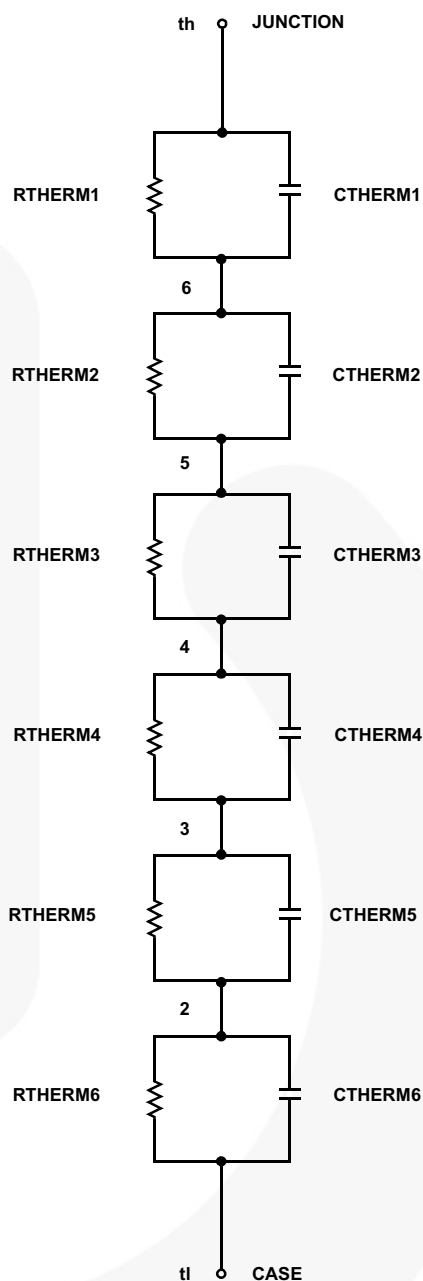 th JUNCTION
RTHERM1 CTHERM1
6
RTHERM2 CTHERM2
5
RTHERM3 CTHERM3
4
RTHERM4 CTHERM4
3
RTHERM5 CTHERM5
2
RTHERM6 CTHERM6
tl CASE